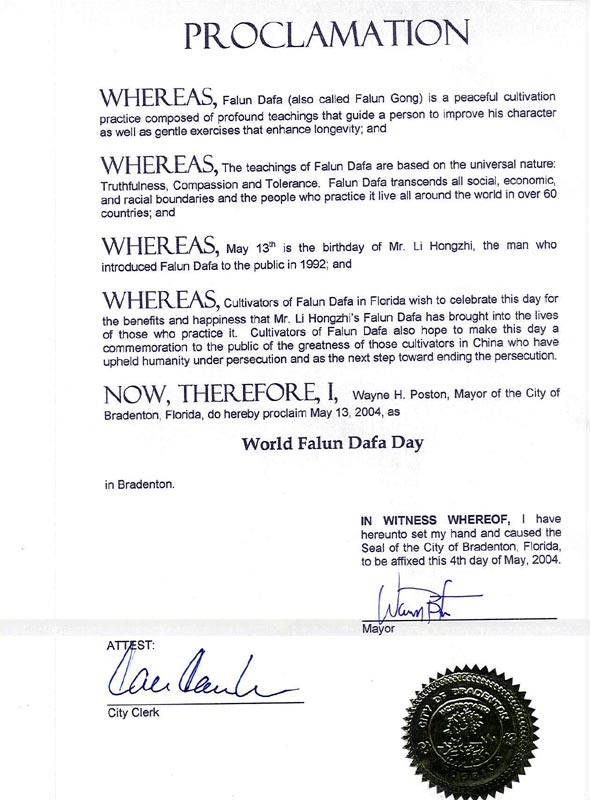 PROCLAMATION
WHEREAS, Falun Dafa (also called Falun Gong) is a peaceful cultivation
practice composed of profound teachings that guide a person to improve his character
as well as gentle exercises that enhance longevity; and
WHEREAS, The teachings of Falun Dafa are based on the universal nature:
Truthfulness, Compassion and Tolerance. Falun Dafa transcends all social, economic,
and racial boundaries and the people who practice it live all around the world in over 60
countries; and
WHEREAS, May 13th is the birthday of Mr. Li Hongzhi, the man who
introduced Falun Dafa to the public in 1992; and
WHEREAS, Cultivators of Falun Dafa in Florida wish to celebrate this day for
the benefits and happiness that Mr. Li Hongzhi's Falun Dafa has brought into the lives
of those who practice it. Cultivators of Falun Dafa also hope to make this day a
commemoration to the public of the greatness of those cultivators in China who have
upheld humanity under persecution and as the next step toward ending the persecution.
NOW, THEREFORE, I, Wayne H. Poston, Mayor of the City of
Bradenton, Florida, do hereby proclaim May 13, 2004, as
World Falun Dafa Day
in Bradenton.
IN WITNESS WHEREOF, I have
hereunto set my hand and caused the
Seal of the City of Bradenton, Florida,
to be affixed this 4th day of May, 2004.
Mayor
ATTEST:
City Clerk
CITY OF BRADENTON
FLORIDA